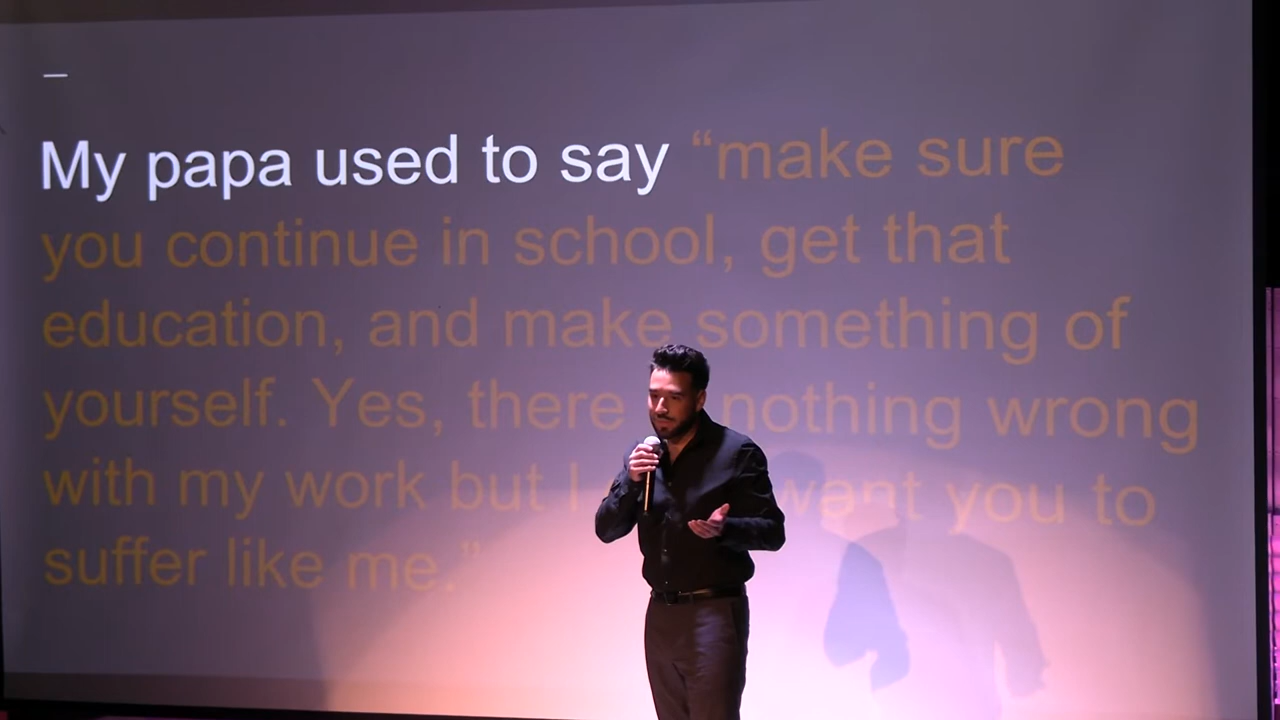 My papa used to say “make sure
you continue in school, get that
education, and make something of
yourself. Yes, there nothing wrong
with my work but I want you to
suffer like me.”